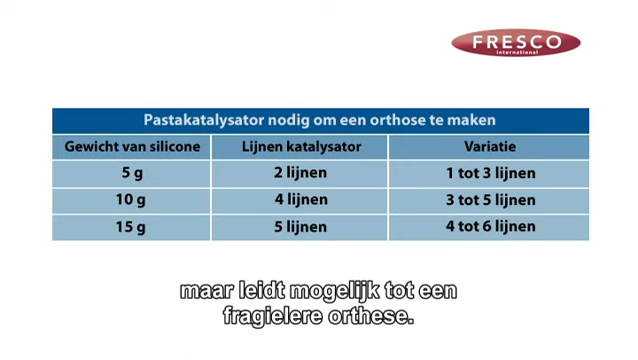 FRESCO
international
Pastakatalysator nodig om een orthose te maken
Gewicht van silicone Lijnen katalysator Variatie
5 g 2 lijnen 1 tot 3 lijnen
10 g 4 lijnen 3 tot 5 lijnen
15 g 5 lijnen 4 tot 6 lijnen
maar leidt mogelijk tot een
fragielere orthese.